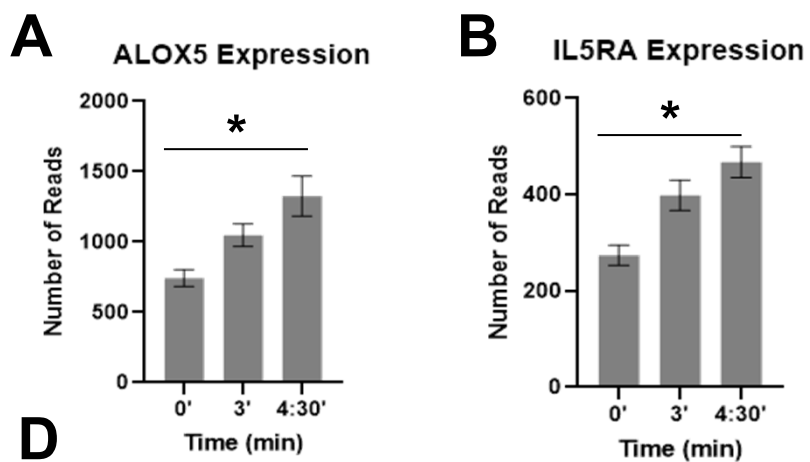 A
ALOX5 Expression
Number of Reads
2000
1500
1000
500
0
*
0' 3' 4:30'
Time (min)
B
IL5RA Expression
Number of Reads
600
400
200
0
*
0' 3' 4:30'
Time (min)
D